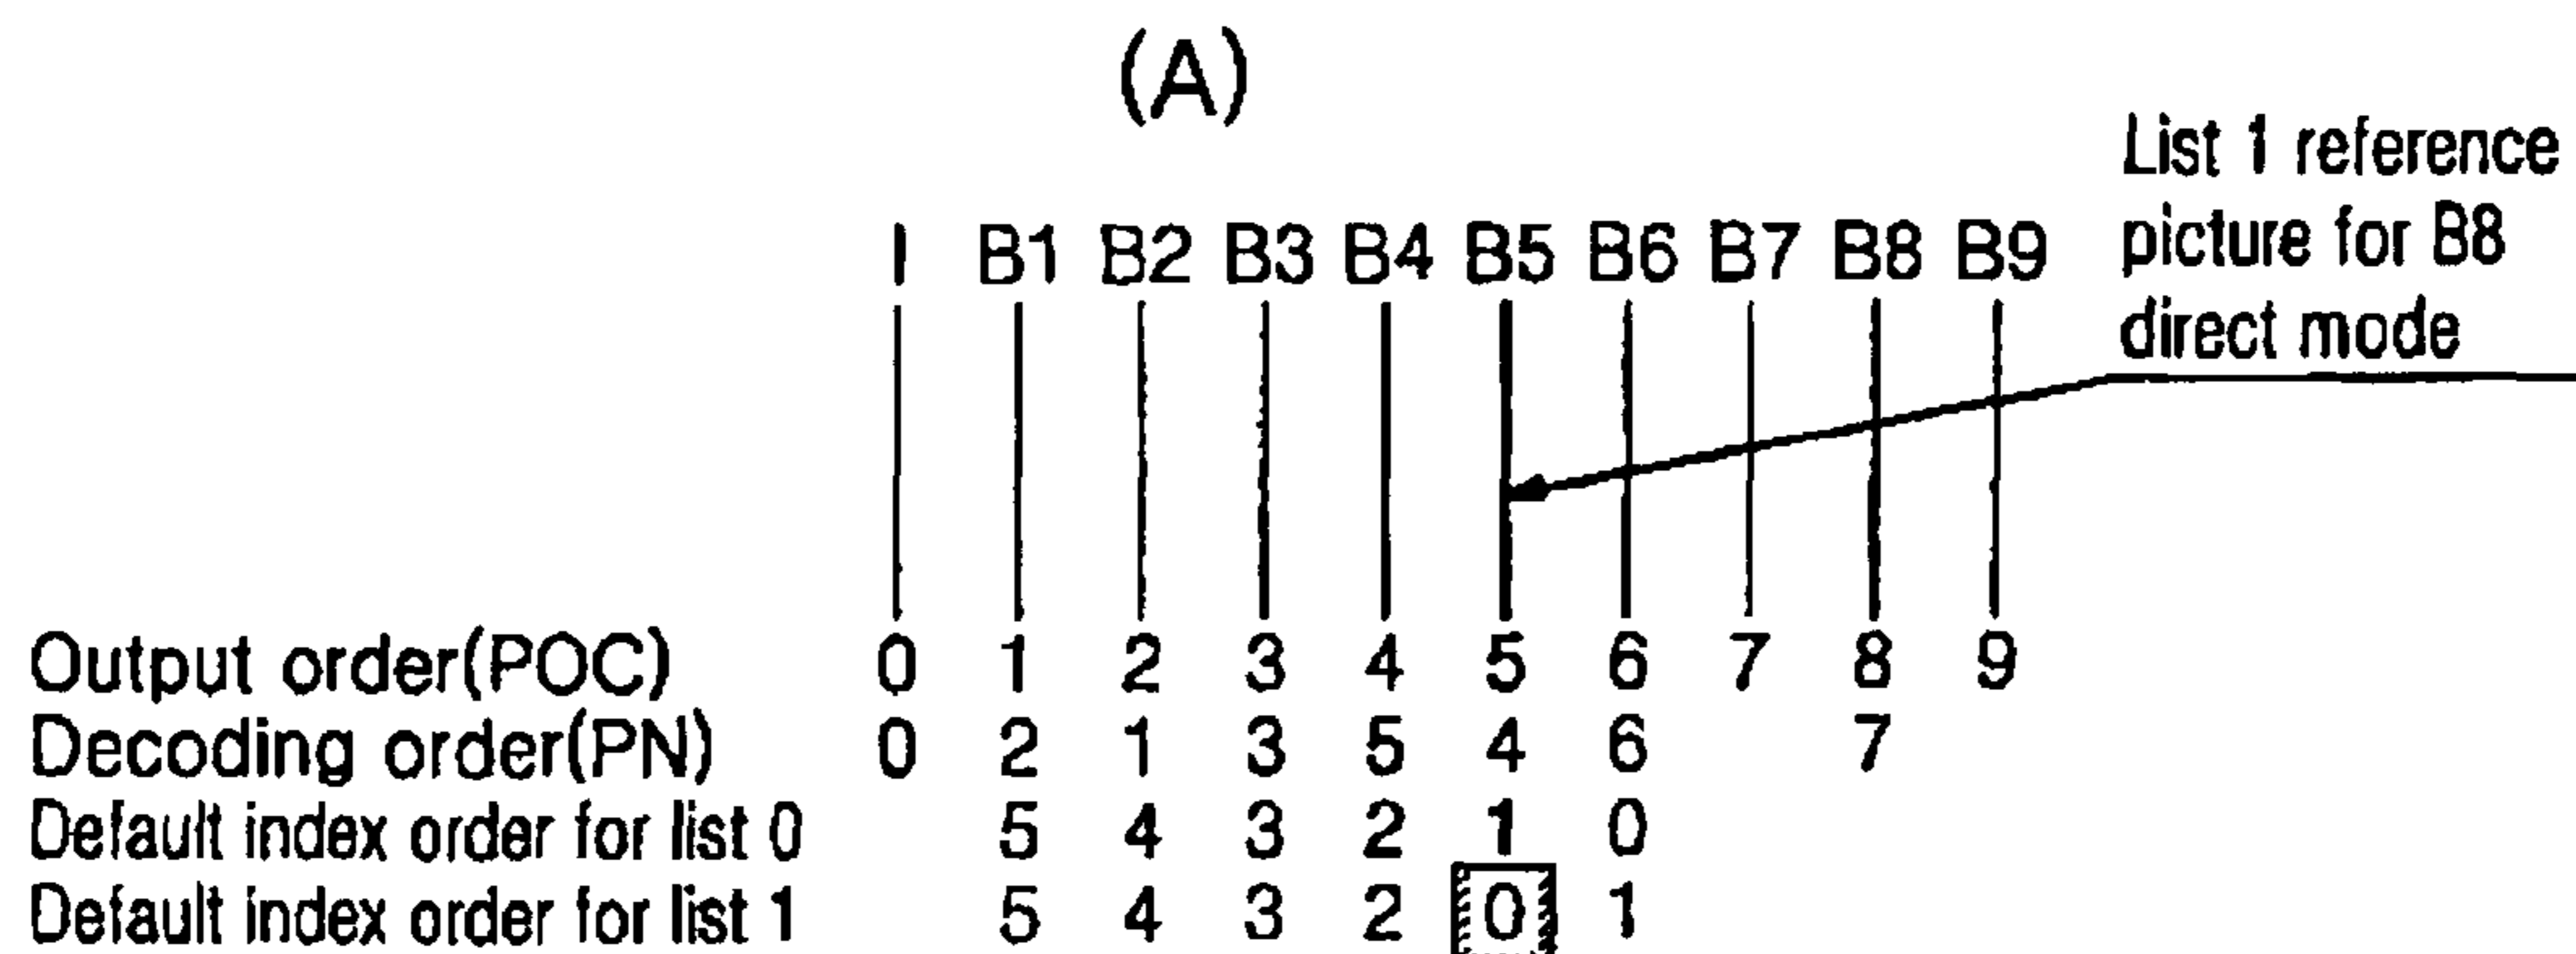 (A)
List 1 reference
picture for B8
direct mode
I B1 B2 B3 B4 B5 B6 B7 B8 B9
Output order(POC) 0 1 2 3 4 5 6 7 8 9
Decoding order(PN) 0 2 1 3 5 4 6 7
Default index order for list 0 5 4 3 2 1 0
Default index order for list 1 5 4 3 2 0 1